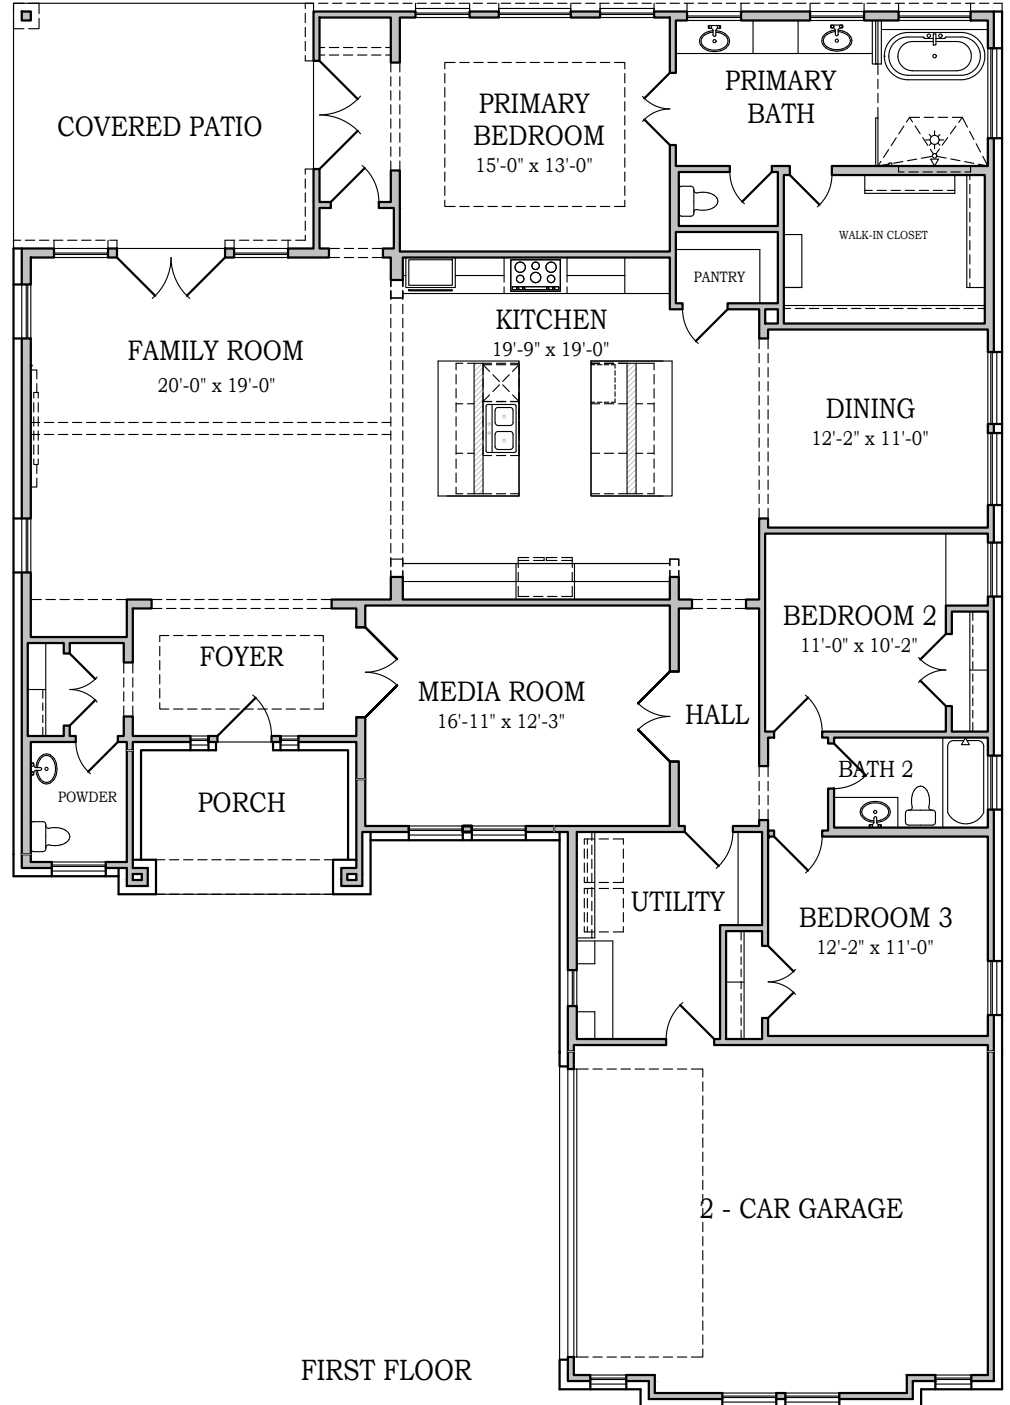 COVERED PATIO
PRIMARY
BEDROOM
15'-0" x 13'-0"
PRIMARY
BATH
WALK-IN CLOSET
PANTRY
KITCHEN
19'-9" x 19'-0"
FAMILY ROOM
20'-0" x 19'-0"
DINING
12'-2" x 11'-0"
BEDROOM 2
11'-0" x 10'-2"
FOYER
MEDIA ROOM
16'-11" x 12'-3"
HALL
BATH 2
POWDER
PORCH
UTILITY
BEDROOM 3
12'-2" x 11'-0"
2 - CAR GARAGE
FIRST FLOOR